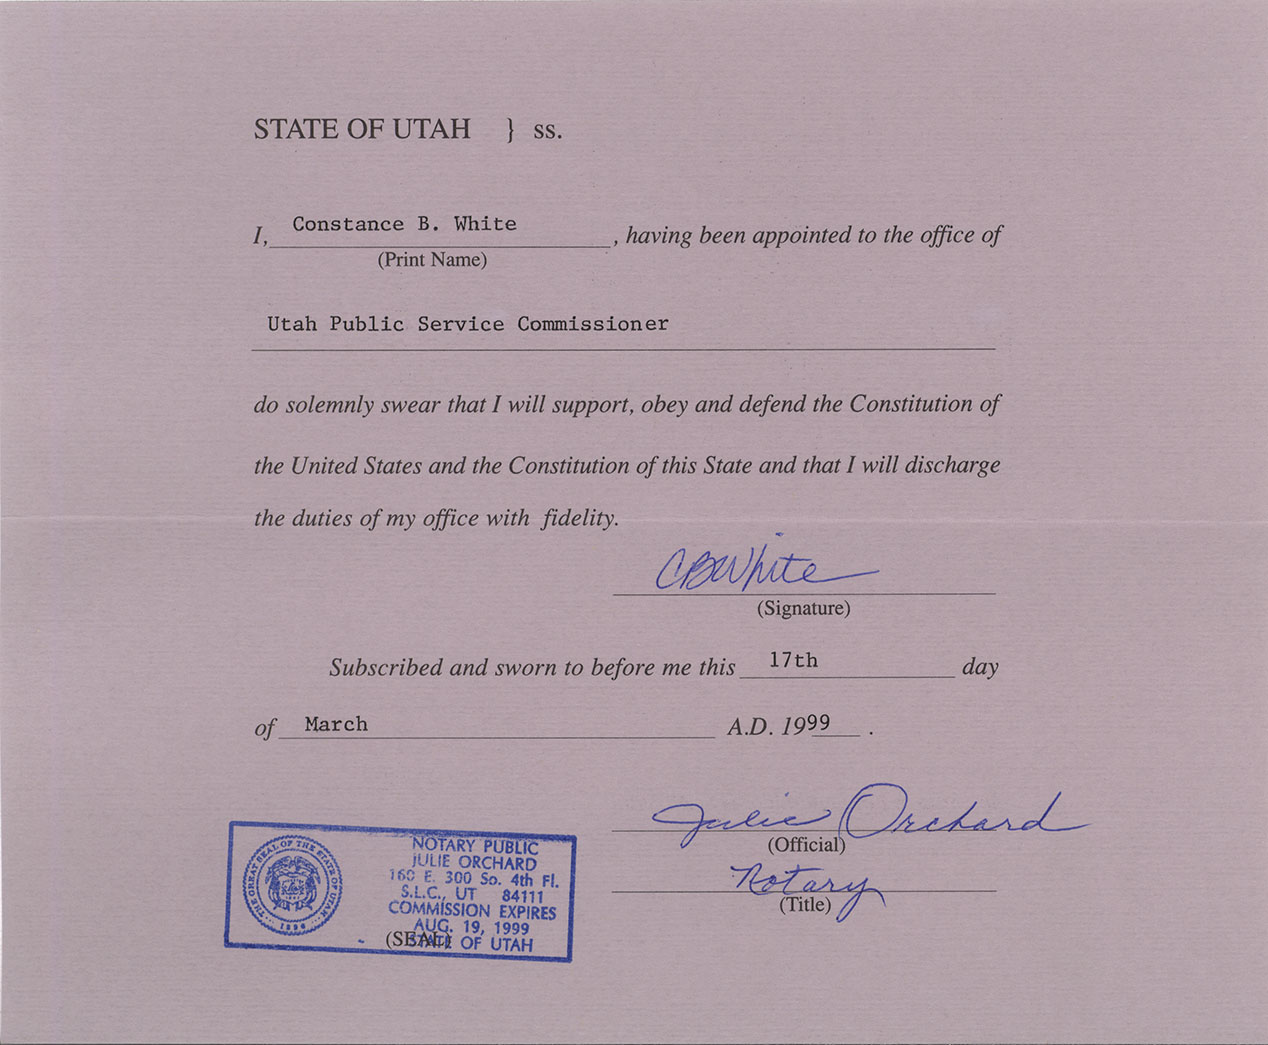 STATE OF UTAH } ss.
I, Constance B. White, having been appointed to the office of
(Print Name)
Utah Public Service Commissioner
do solemnly swear that I will support, obey and defend the Constitution of
the United States and the Constitution of this State and that I will discharge
the duties of my office with fidelity.
CBWhite
(Signature)
Subscribed and sworn to before me this 17th day
of March A.D. 1999.
Julie Orchard
(Official)
Notary
(Title)
THE GREAT SEAL OF THE STATE OF UTAH
1896
NOTARY PUBLIC
JULIE ORCHARD
160 E. 300 So. 4th Fl.
S.L.C., UT 84111
COMMISSION EXPIRES
AUG. 19, 1999
STATE OF UTAH
(SEAL)